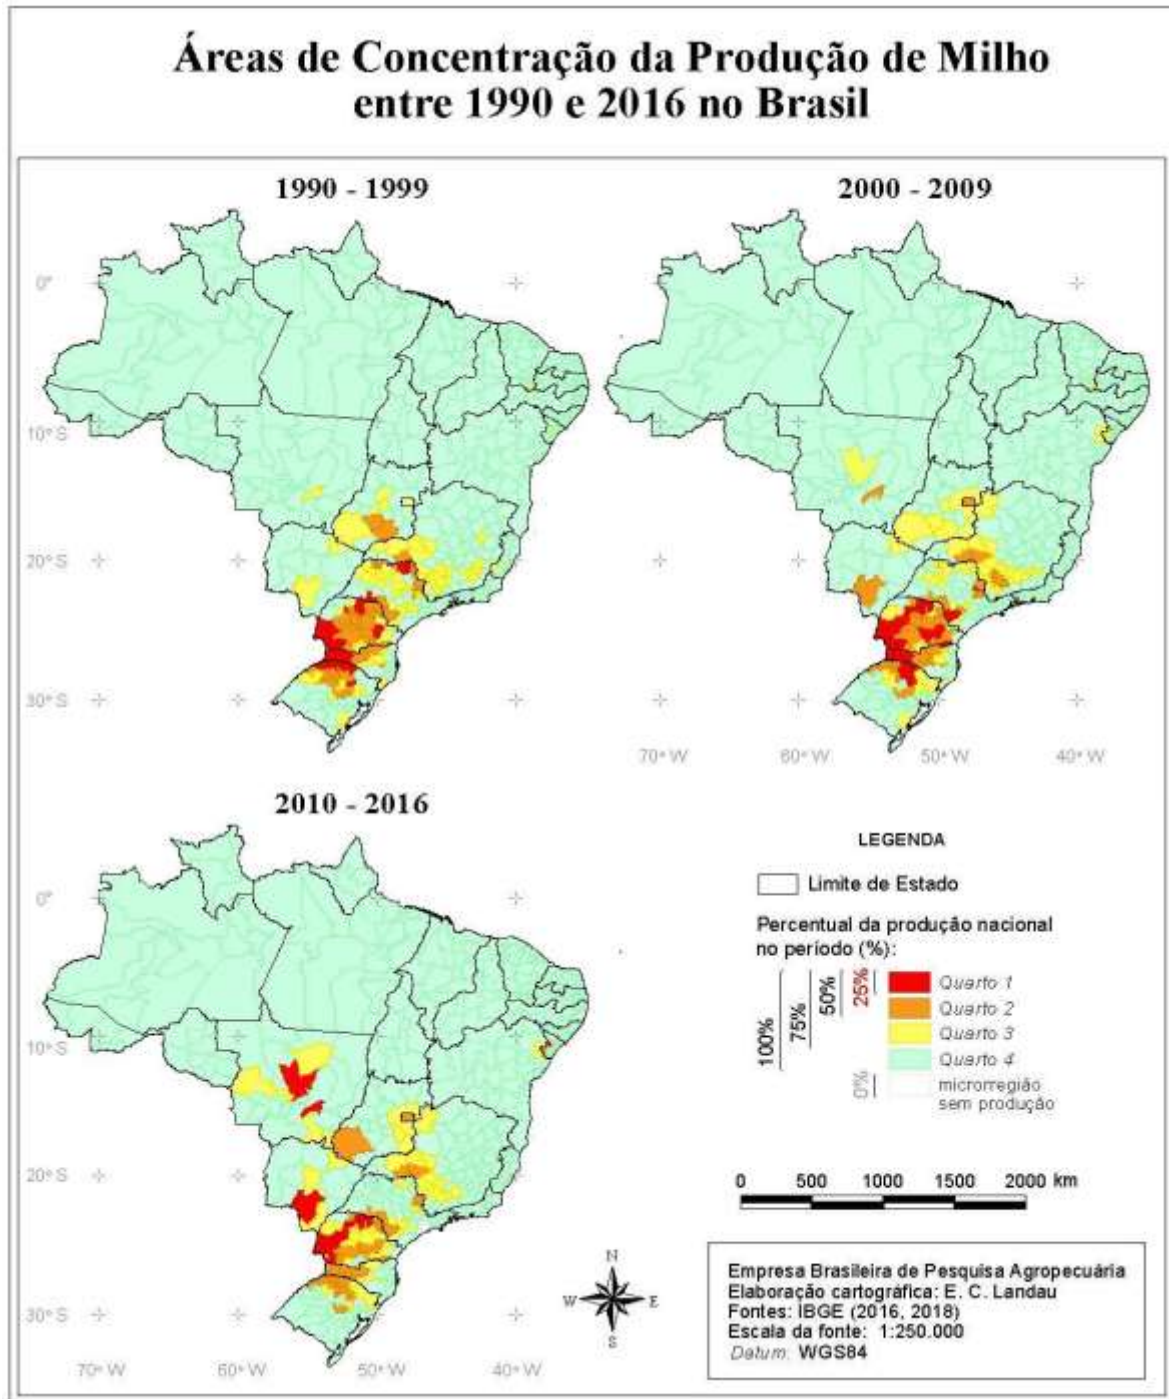 Áreas de Concentração da Produção de Milho
entre 1990 e 2016 no Brasil
1990 - 1999
2000 - 2009
0°
10° S
20° S
30° S
0°
10° S
20° S
30° S
70° W
60° W
50° W
40° W
2010 - 2016
0°
10° S
20° S
30° S
70° W
60° W
50° W
40° W
LEGENDA
Limite de Estado
Percentual da produção nacional
no período (%):
100%
75%
50%
25%
0%
Quarto 1
Quarto 2
Quarto 3
Quarto 4
microrregião
sem produção
0 500 1000 1500 2000 km
N
W E
S
Empresa Brasileira de Pesquisa Agropecuária
Elaboração cartográfica: E. C. Landau
Fontes: IBGE (2016, 2018)
Escala da fonte: 1:250.000
Datum: WGS84